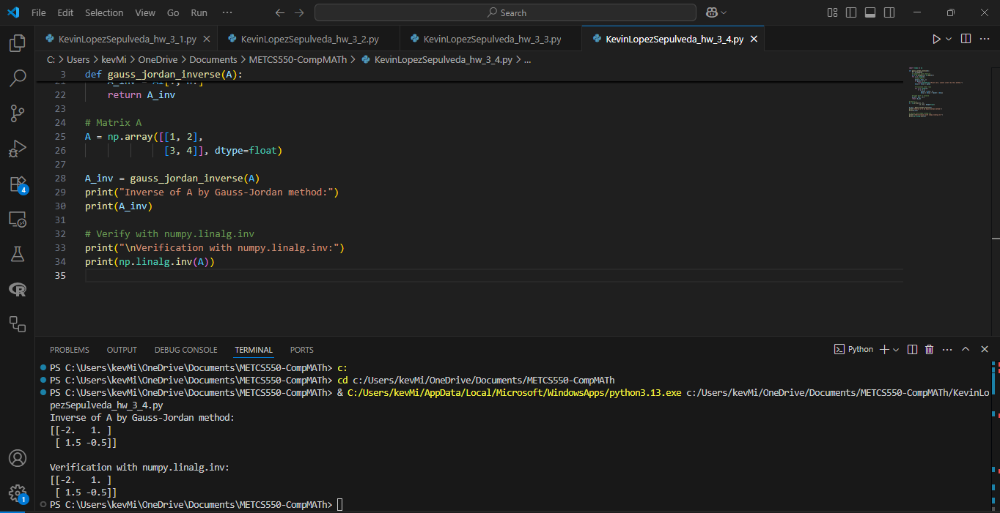 File Edit Selection View Go Run ··· Search
KevinLopezSepulveda_hw_3_1.py KevinLopezSepulveda_hw_3_2.py KevinLopezSepulveda_hw_3_3.py KevinLopezSepulveda_hw_3_4.py
C: > Users > kevMi > OneDrive > Documents > METCS550-CompMATh > KevinLopezSepulveda_hw_3_4.py > ...
3 def gauss_jordan_inverse(A):
21 A_inv = AI[:, n:]
22 return A_inv
23
24 # Matrix A
25 A = np.array([[1, 2],
26 [3, 4]], dtype=float)
27
28 A_inv = gauss_jordan_inverse(A)
29 print("Inverse of A by Gauss-Jordan method:")
30 print(A_inv)
31
32 # Verify with numpy.linalg.inv
33 print("\nVerification with numpy.linalg.inv:")
34 print(np.linalg.inv(A))
35
4
PROBLEMS OUTPUT DEBUG CONSOLE TERMINAL PORTS Python
PS C:\Users\kevMi\OneDrive\Documents\METCS550-CompMATh> c:
PS C:\Users\kevMi\OneDrive\Documents\METCS550-CompMATh> cd c:/Users/kevMi/OneDrive/Documents/METCS550-CompMATh
PS C:\Users\kevMi\OneDrive\Documents\METCS550-CompMATh> & C:/Users/kevMi/AppData/Local/Microsoft/WindowsApps/python3.13.exe c:/Users/kevMi/OneDrive/Documents/METCS550-CompMATh/KevinLo
pezSepulveda_hw_3_4.py
Inverse of A by Gauss-Jordan method:
[[-2. 1. ]
[ 1.5 -0.5]]
Verification with numpy.linalg.inv:
[[-2. 1. ]
[ 1.5 -0.5]]
PS C:\Users\kevMi\OneDrive\Documents\METCS550-CompMATh>
1